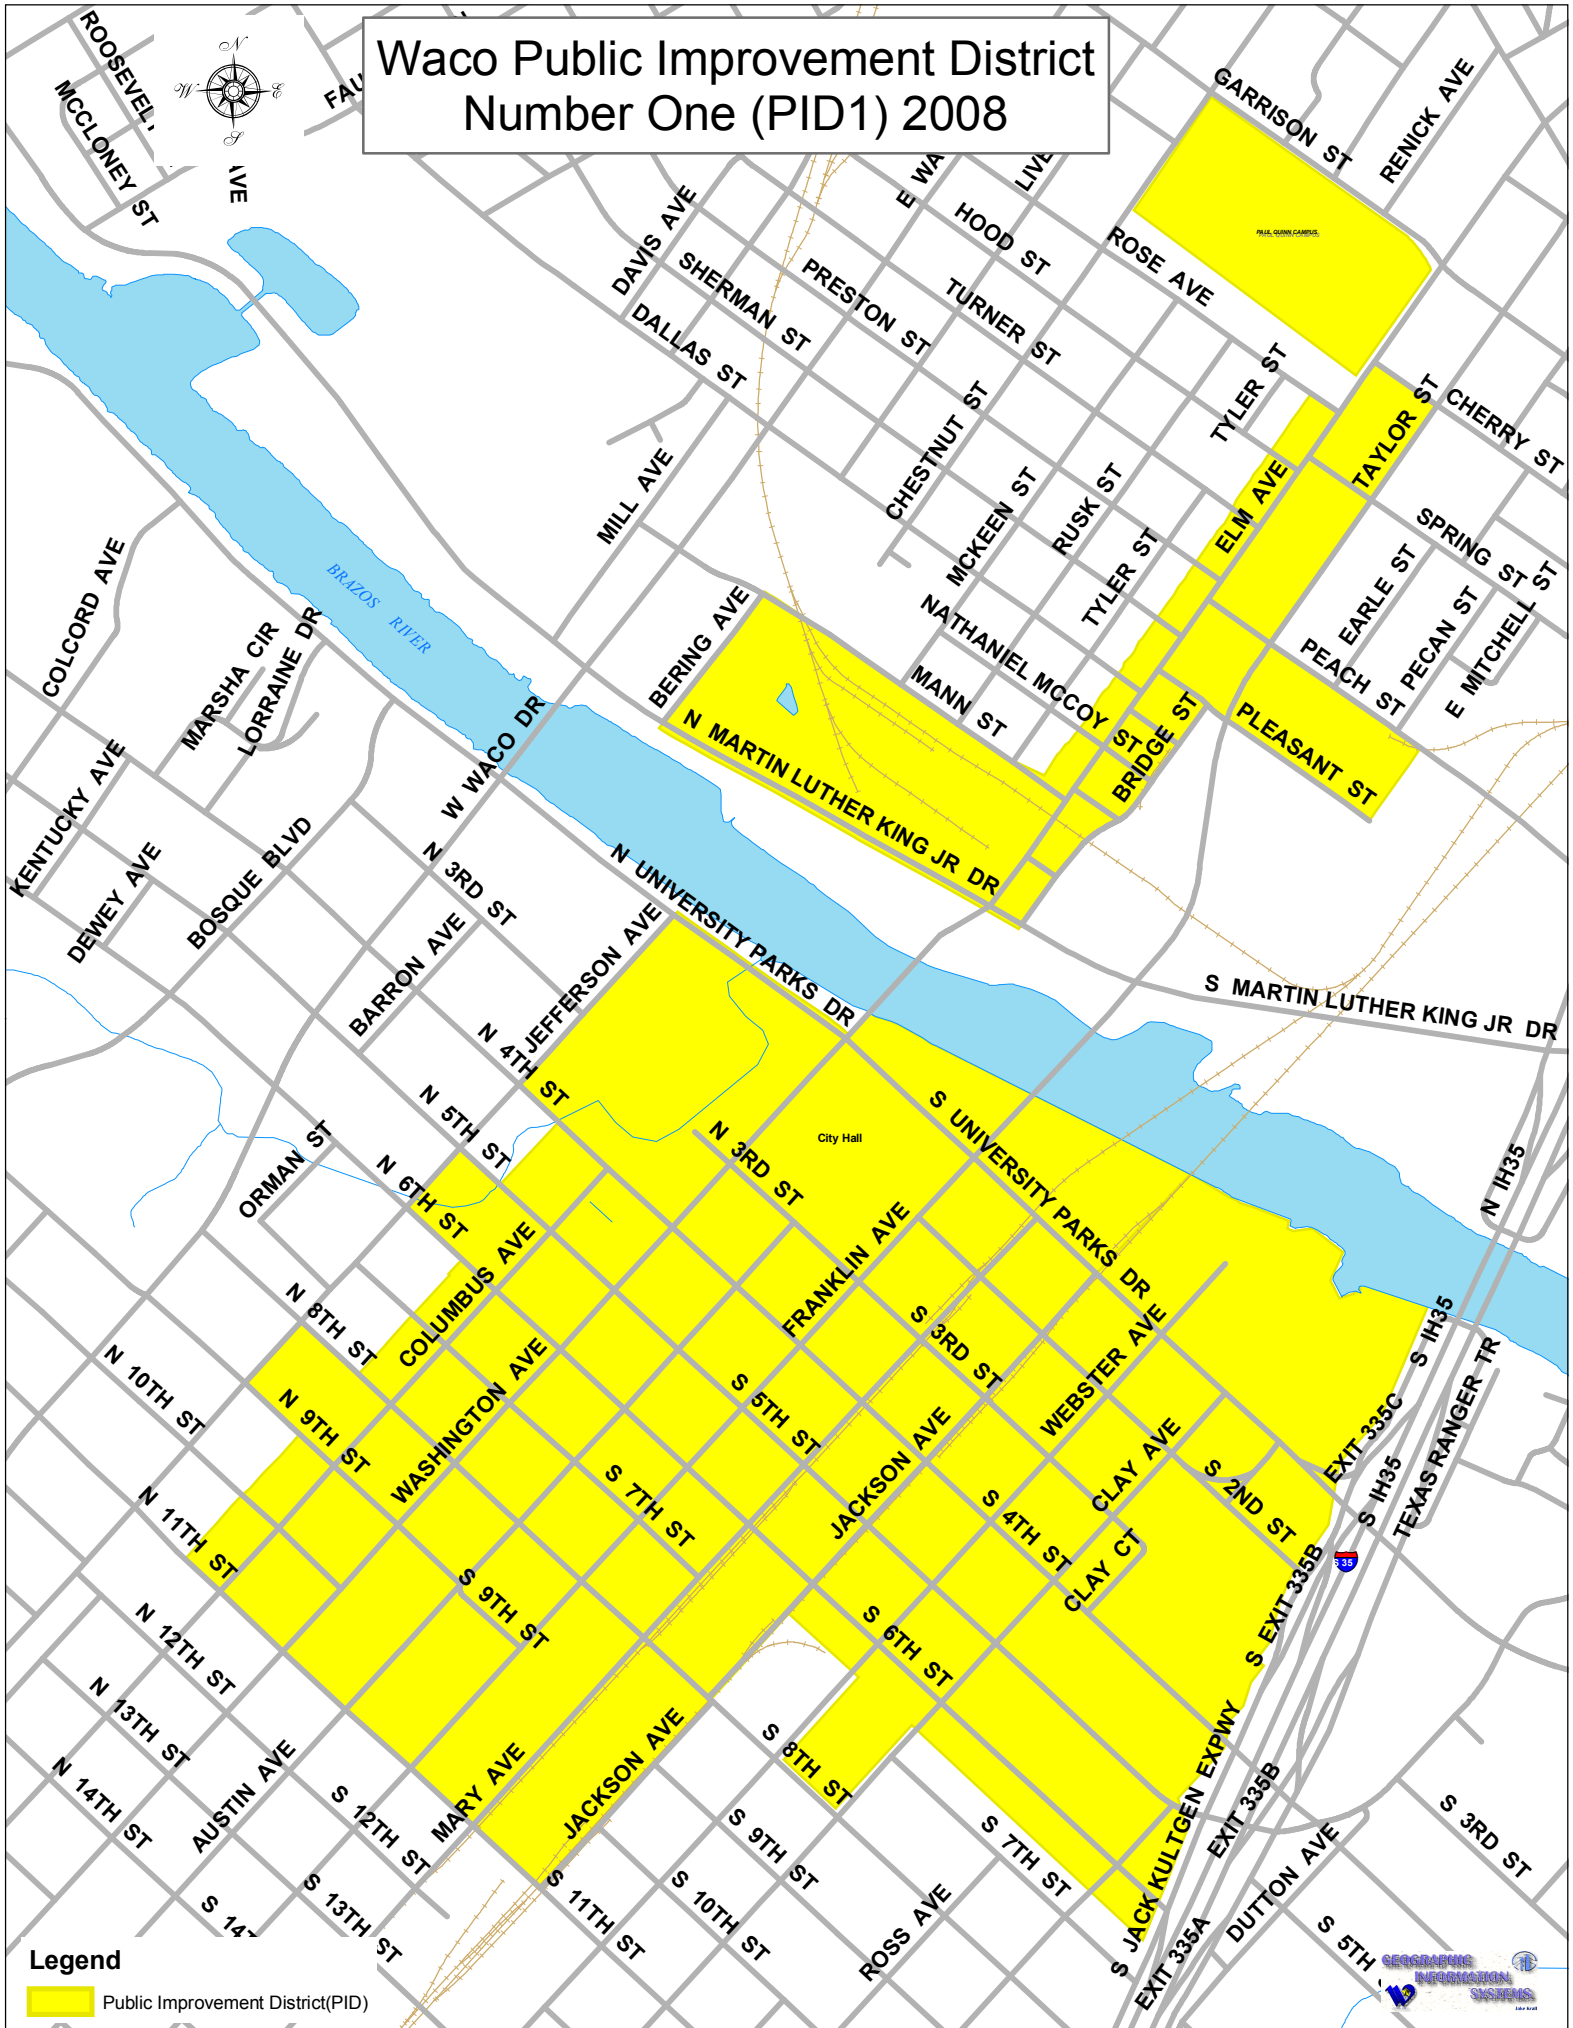 Waco Public Improvement District
Number One (PID1) 2008
N
W
E
S
ROOSEVELT
AVE
MCCLONEY ST
GARRISON ST
RENICK AVE
LIVE
HOOD ST
ROSE AVE
PAUL QUINN CAMPUS
PAUL QUINN CAMPUS
DAVIS AVE
SHERMAN ST
PRESTON ST
TURNER ST
DALLAS ST
TYLER ST
CHERRY ST
TAYLOR ST
CHESTNUT ST
MILL AVE
MCKEEN ST
RUSK ST
ELM AVE
SPRING ST
TYLER ST
EARLE ST
PECAN ST
E MITCHELL ST
COLCORD AVE
BRAZOS RIVER
MARSHA CIR
LORRAINE DR
BERING AVE
NATHANIEL MCCOY ST
MANN ST
PEACH ST
PLEASANT ST
BRIDGE ST
W WACO DR
N MARTIN LUTHER KING JR DR
KENTUCKY AVE
DEWEY AVE
BOSQUE BLVD
N 3RD ST
N UNIVERSITY PARKS DR
BARRON AVE
JEFFERSON AVE
S MARTIN LUTHER KING JR DR
N 4TH ST
N 5TH ST
N 3RD ST
City Hall
S UNIVERSITY PARKS DR
ORMAN ST
N 6TH ST
N IH35
COLUMBUS AVE
FRANKLIN AVE
N 8TH ST
S 3RD ST
WEBSTER AVE
S IH35
TEXAS RANGER TR
N 10TH ST
N 9TH ST
WASHINGTON AVE
S 5TH ST
JACKSON AVE
CLAY AVE
EXIT 335C
S 2ND ST
S IH35
N 11TH ST
S 7TH ST
S 4TH ST
CLAY CT
S 35
S EXIT 335B
S 9TH ST
S 6TH ST
N 12TH ST
N 13TH ST
S 8TH ST
S JACK KULTGEN EXPWY
EXIT 335B
N 14TH ST
AUSTIN AVE
MARY AVE
JACKSON AVE
S 12TH ST
S 9TH ST
S 7TH ST
S 3RD ST
DUTTON AVE
S 13TH ST
S 11TH ST
S 10TH ST
ROSS AVE
EXIT 335A
S 5TH
Legend
Public Improvement District(PID)
GEOGRAPHIC
INFORMATION
SYSTEMS